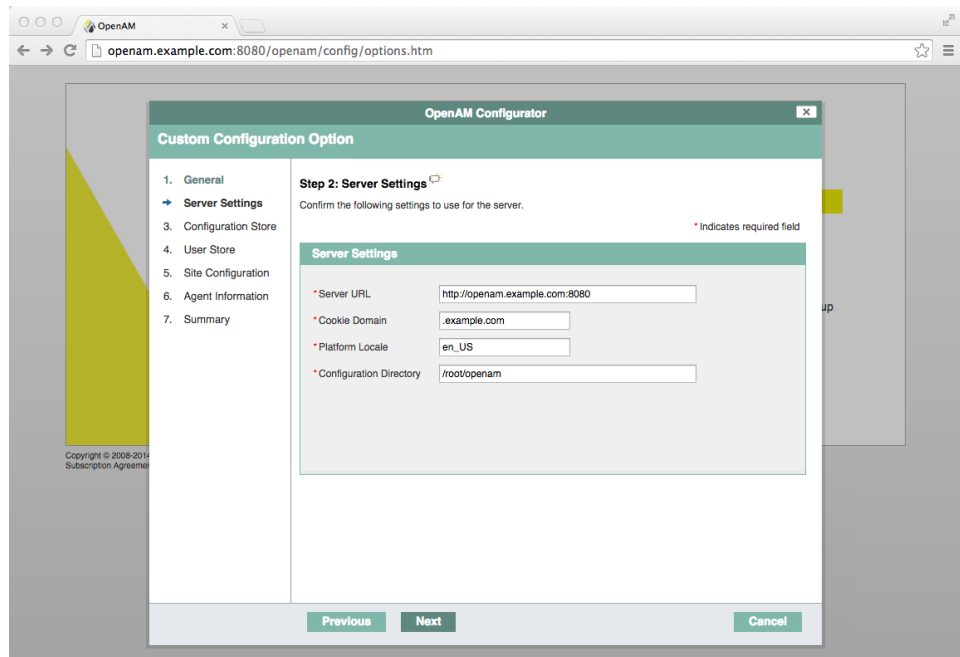 OpenAM
openam.example.com:8080/openam/config/options.htm
OpenAM Configurator
Custom Configuration Option
1. General
Server Settings
3. Configuration Store
4. User Store
5. Site Configuration
6. Agent Information
7. Summary
Step 2: Server Settings
Confirm the following settings to use for the server.
* Indicates required field
Server Settings
* Server URL http://openam.example.com:8080
* Cookie Domain .example.com
* Platform Locale en_US
* Configuration Directory /root/openam
up
Copyright © 2008-2014
Subscription Agreemen
Previous Next Cancel